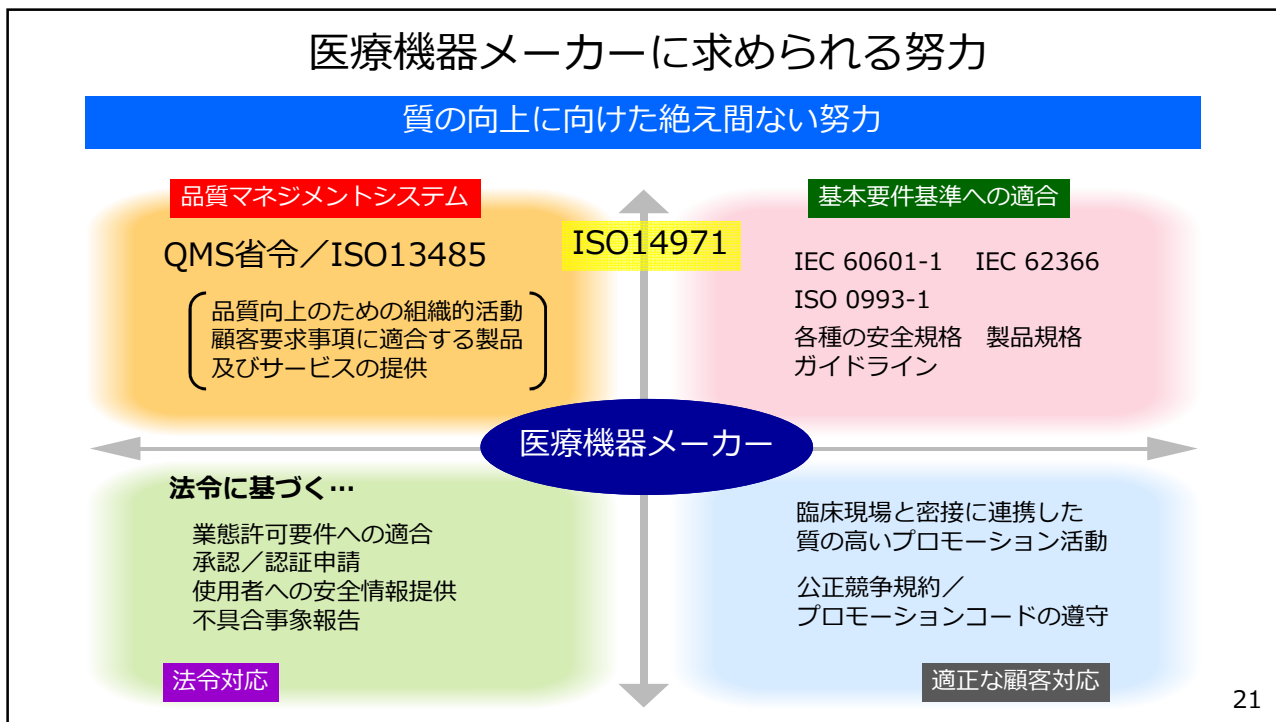 医療機器メーカーに求められる努力
質の向上に向けた絶え間ない努力
品質マネジメントシステム
QMS省令／ISO13485
品質向上のための組織的活動
顧客要求事項に適合する製品
及びサービスの提供
ISO14971
基本要件基準への適合
IEC 60601-1 IEC 62366
ISO 0993-1
各種の安全規格　製品規格
ガイドライン
医療機器メーカー
法令に基づく…
業態許可要件への適合
承認／認証申請
使用者への安全情報提供
不具合事象報告
法令対応
臨床現場と密接に連携した
質の高いプロモーション活動
公正競争規約／
プロモーションコードの遵守
適正な顧客対応
21